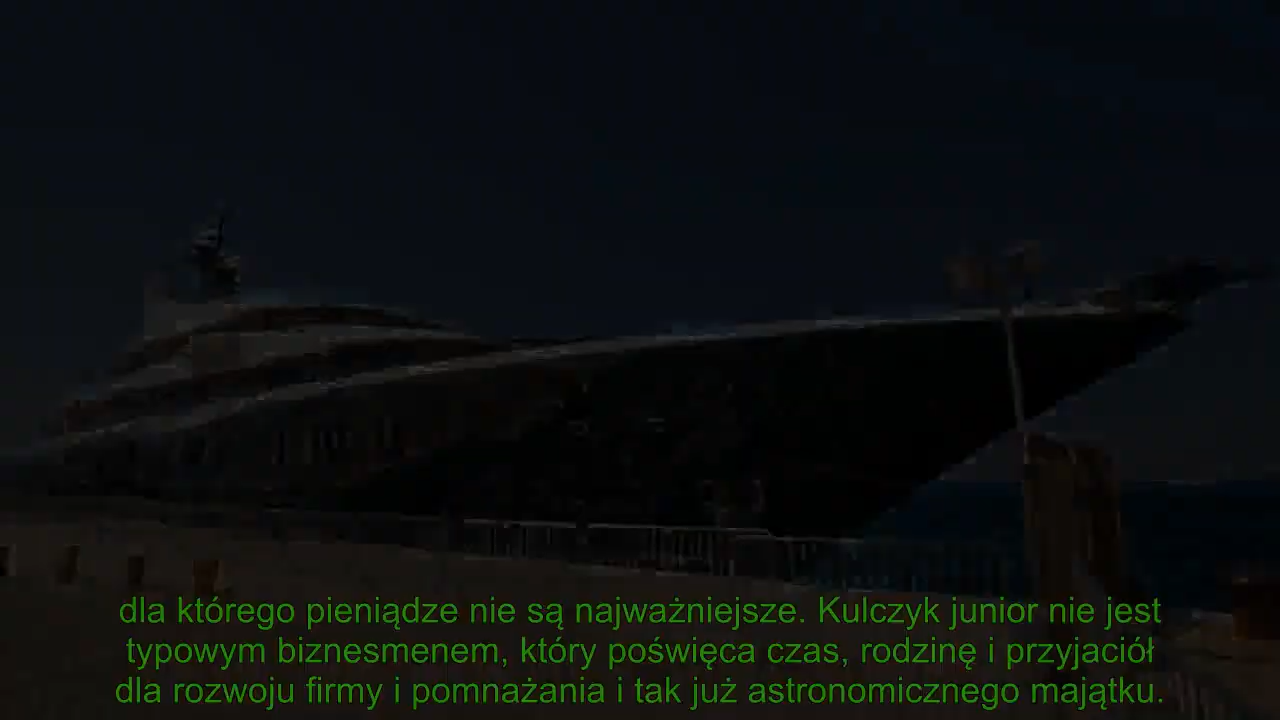 dla którego pieniądze nie są najważniejsze. Kulczyk junior nie jest
typowym biznesmenem, który poświęca czas, rodzinę i przyjaciół
dla rozwoju firmy i pomnażania i tak już astronomicznego majątku.